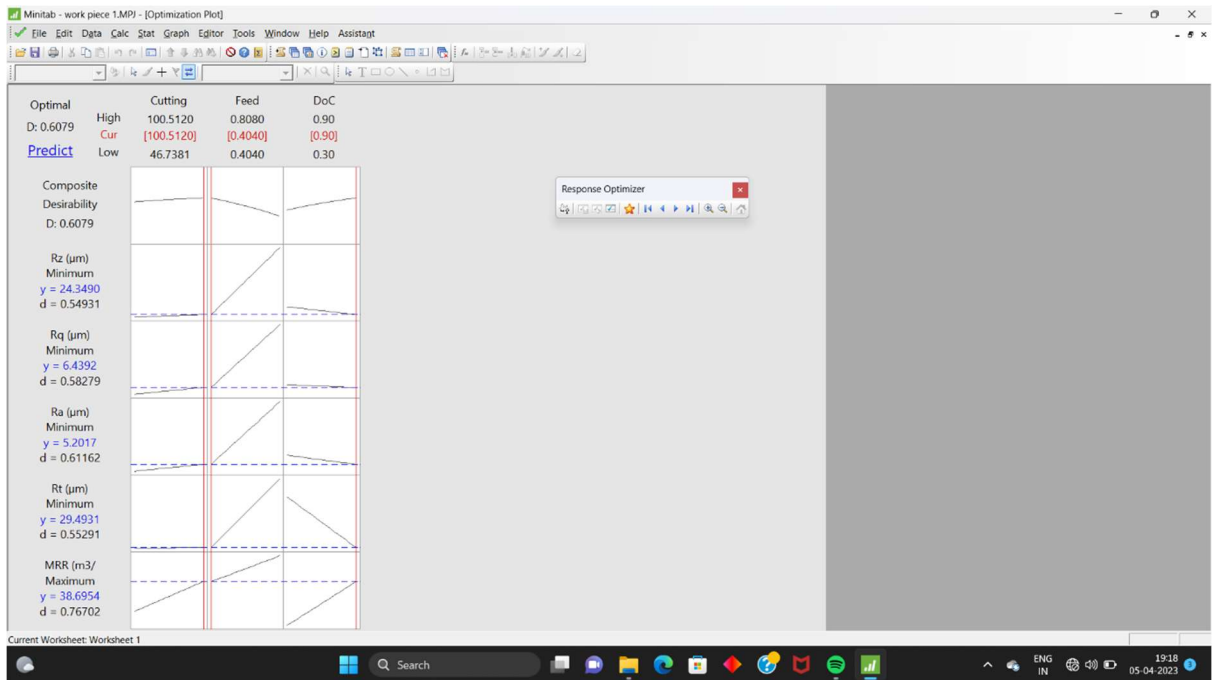 Minitab - work piece 1.MPJ - [Optimization Plot]
File Edit Data Calc Stat Graph Editor Tools Window Help Assistant
Optimal
D: 0.6079
Predict
High
Cur
Low
Cutting Feed DoC
100.5120 0.8080 0.90
[100.5120] [0.4040] [0.90]
46.7381 0.4040 0.30
Composite
Desirability
D: 0.6079
Rz (µm)
Minimum
y = 24.3490
d = 0.54931
Rq (µm)
Minimum
y = 6.4392
d = 0.58279
Ra (µm)
Minimum
y = 5.2017
d = 0.61162
Rt (µm)
Minimum
y = 29.4931
d = 0.55291
MRR (m3/
Maximum
y = 38.6954
d = 0.76702
Response Optimizer
Current Worksheet: Worksheet 1
Search
ENG
IN
19:18
05-04-2023